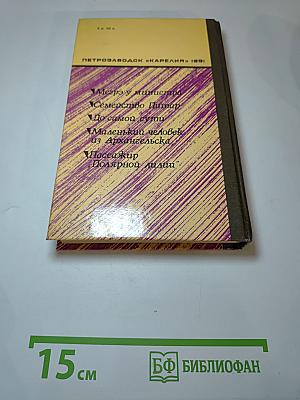 ПЕТРОЗАВОДСК «КАРЕЛИЯ» 1991
Мегрэ у министра
Семейство Питар
До самой сути
Маленький человек
из Архангельска
Пассажир
"Полярной лилии"
15 см
БФ БИБЛИОФАН